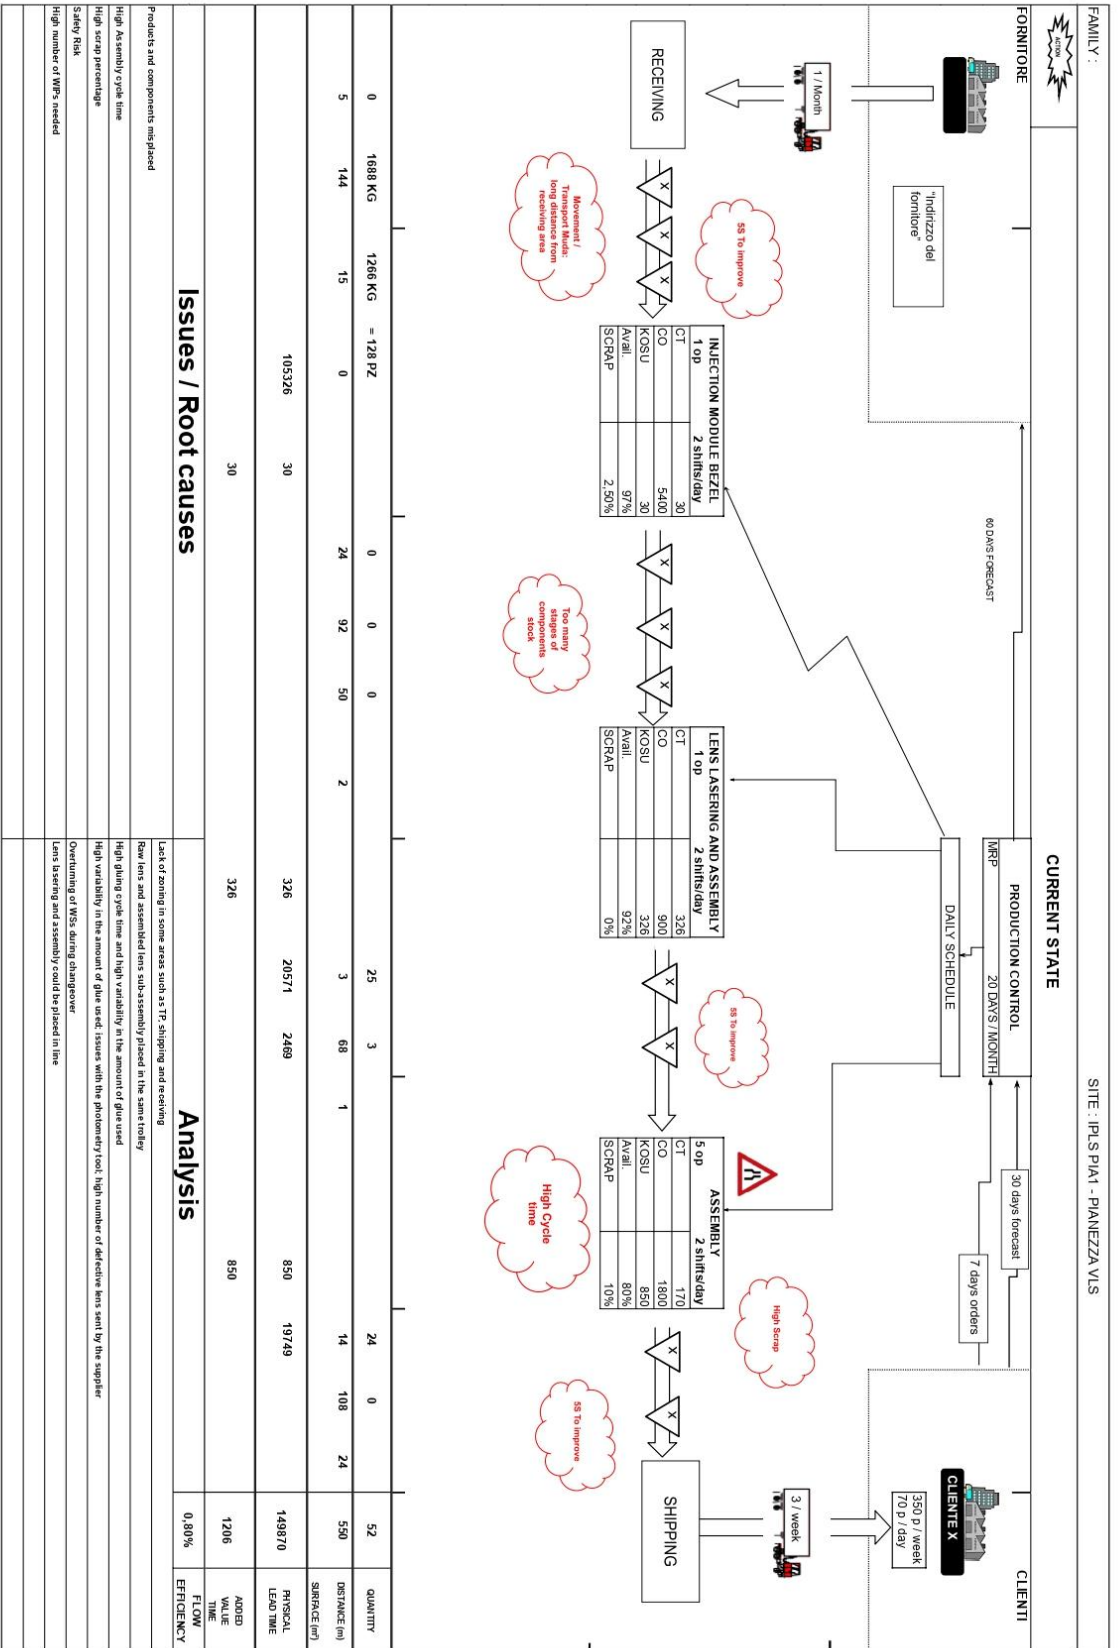 FAMILY :
SITE : IPLS PIA1 - PIANEZZA VLS
ACTION
CURRENT STATE
FORNITORE
CLIENTI
"Indirizzo del
fornitore"
60 DAYS FORECAST
PRODUCTION CONTROL
MRP 20 DAYS / MONTH
DAILY SCHEDULE
30 days forecast
7 days orders
CLIENTE X
350 p / week
70 p / day
1 / Month
3 / week
RECEIVING
X
X
X
5S To improve
Movement /
Transport Muda:
long distance from
receiving area
INJECTION MODULE BEZEL
1 op 2 shifts/day
CT 30
CO 5400
KOSU 30
Avail. 97%
SCRAP 2,50%
X
X
X
Too many
stages of
components
stock
LENS LASERING AND ASSEMBLY
1 op 2 shifts/day
CT 326
CO 900
KOSU 326
Avail. 92%
SCRAP 0%
X
X
5S To improve
ASSEMBLY
5 op 2 shifts/day
CT 170
CO 1800
KOSU 850
Avail. 80%
SCRAP 10%
High Cycle
time
High Scrap
X
X
5S To improve
SHIPPING
0 1688 KG 1266 KG = 128 PZ 0 0 0 25 3 24 0 52 QUANTITY
5 144 15 0 24 92 50 2 3 68 1 14 108 24 550 DISTANCE (m)
SURFACE (m²)
105326 30 326 20571 2469 850 19749 149870 PHYSICAL
LEAD TIME
30 326 850 1206 ADDED
VALUE
TIME
Issues / Root causes Analysis 0,80% FLOW
EFFICIENCY
Lack of zoning in some areas such as TP, shipping and receiving
Products and components misplaced
Raw lens and assembled lens sub-assembly placed in the same trolley
High Assembly cycle time High gluing cycle time and high variability in the amount of glue used
High scrap percentage High variability in the amount of glue used; issues with the photometry tool; high number of defective lens sent by the supplier
Safety Risk Overturning of WSs during changeover
High number of WIPs needed Lens lasering and assembly could be placed in line